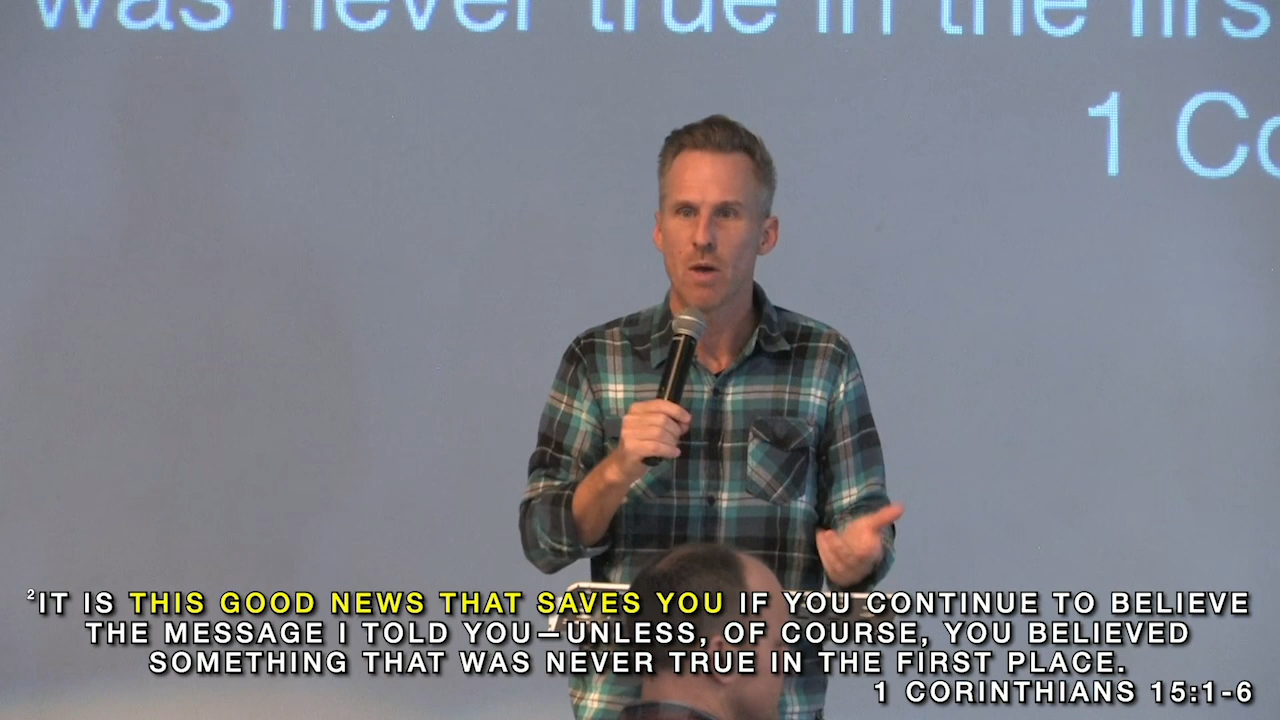 was never true in the firs
1 Co
²IT IS THIS GOOD NEWS THAT SAVES YOU IF YOU CONTINUE TO BELIEVE
THE MESSAGE I TOLD YOU—UNLESS, OF COURSE, YOU BELIEVED
SOMETHING THAT WAS NEVER TRUE IN THE FIRST PLACE.
1 CORINTHIANS 15:1-6